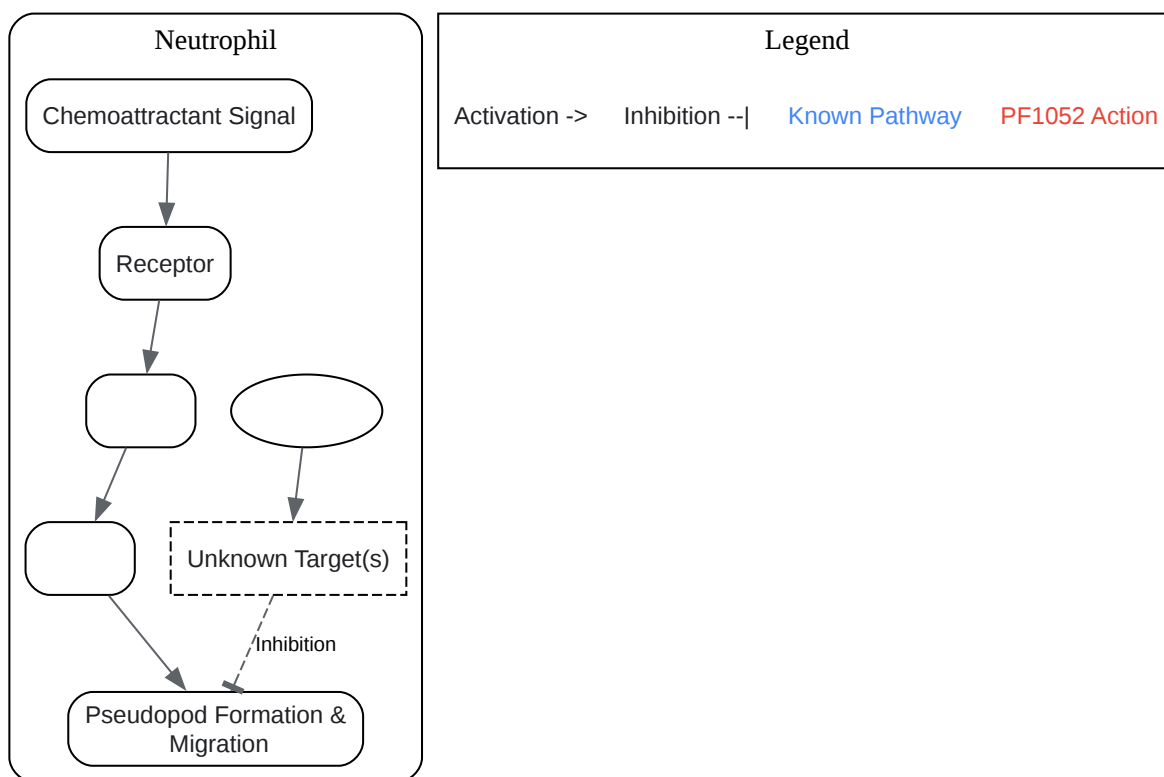 Neutrophil
Chemoattractant Signal
Receptor
Unknown Target(s)
Inhibition
Pseudopod Formation &
Migration
Legend
Activation ->
Inhibition --|
Known Pathway
PF1052 Action